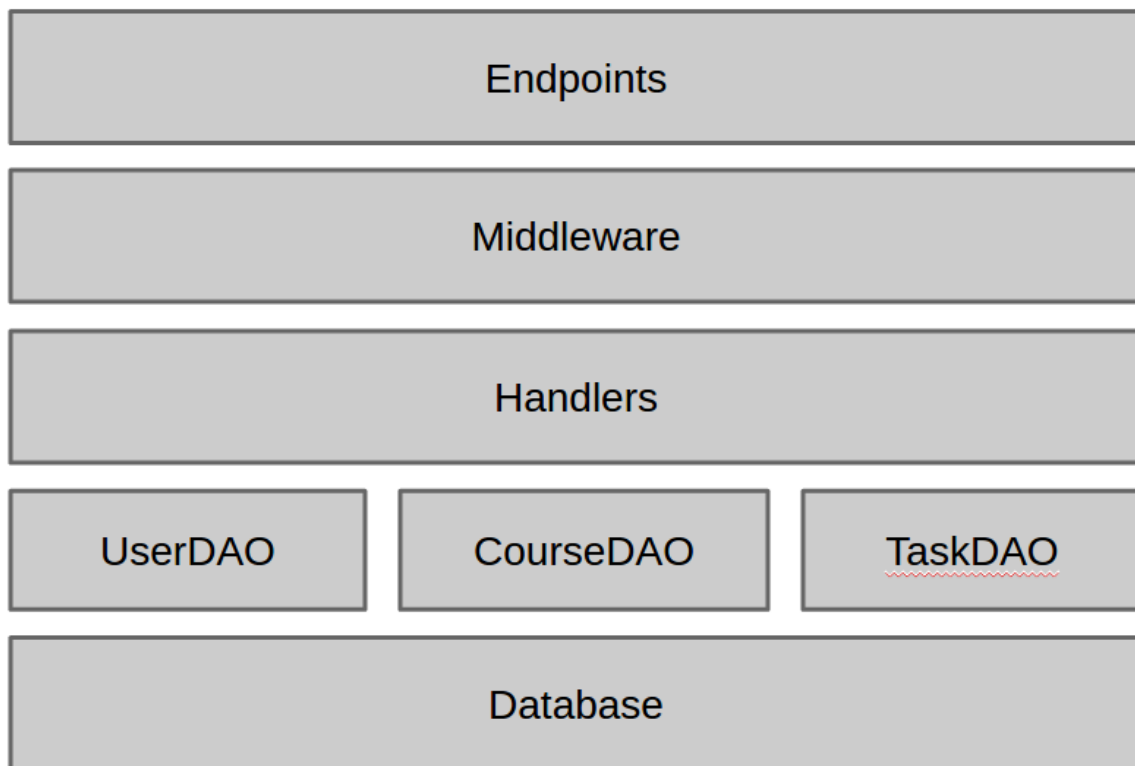 Endpoints
Middleware
Handlers
UserDAO
CourseDAO
TaskDAO
Database